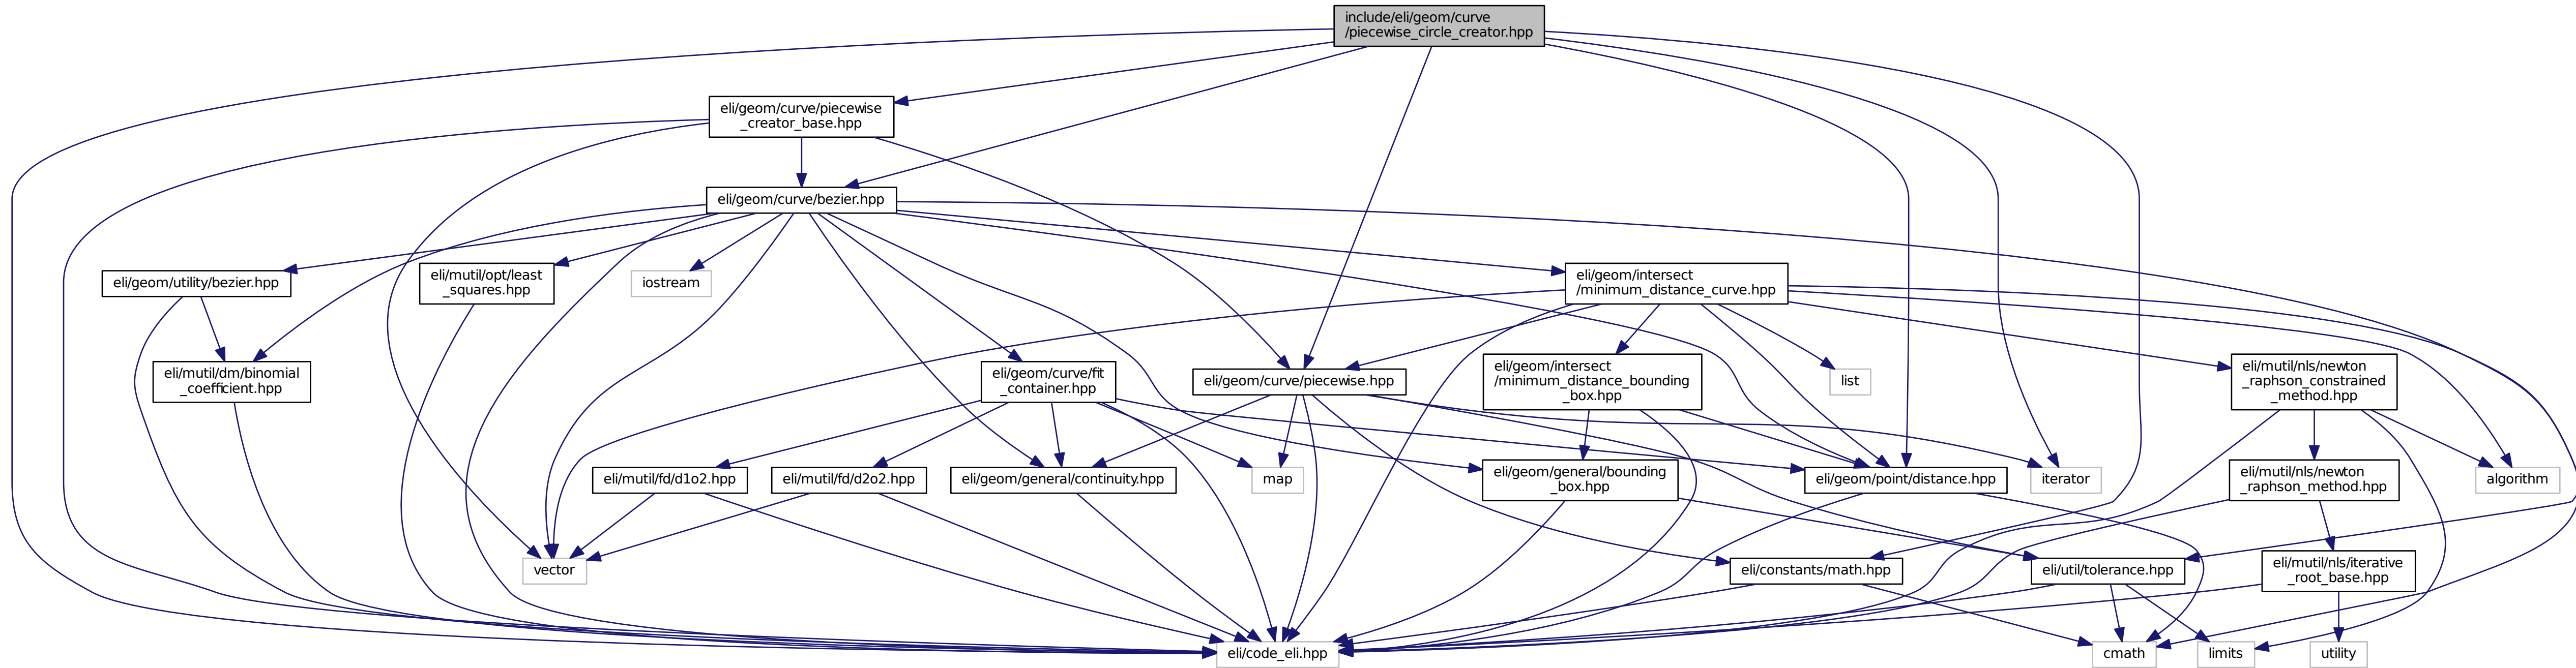 include/eli/geom/curve
/piecewise_circle_creator.hpp
eli/geom/curve/piecewise
_creator_base.hpp
eli/geom/curve/bezier.hpp
eli/geom/utility/bezier.hpp
eli/mutil/opt/least
_squares.hpp
iostream
eli/geom/intersect
/minimum_distance_curve.hpp
eli/mutil/dm/binomial
_coefficient.hpp
eli/geom/curve/fit
_container.hpp
eli/geom/curve/piecewise.hpp
eli/geom/intersect
/minimum_distance_bounding
_box.hpp
list
eli/mutil/nls/newton
_raphson_constrained
_method.hpp
eli/mutil/fd/d1o2.hpp
eli/mutil/fd/d2o2.hpp
eli/geom/general/continuity.hpp
map
eli/geom/general/bounding
_box.hpp
eli/geom/point/distance.hpp
iterator
eli/mutil/nls/newton
_raphson_method.hpp
algorithm
vector
eli/constants/math.hpp
eli/util/tolerance.hpp
eli/mutil/nls/iterative
_root_base.hpp
eli/code_eli.hpp
cmath
limits
utility